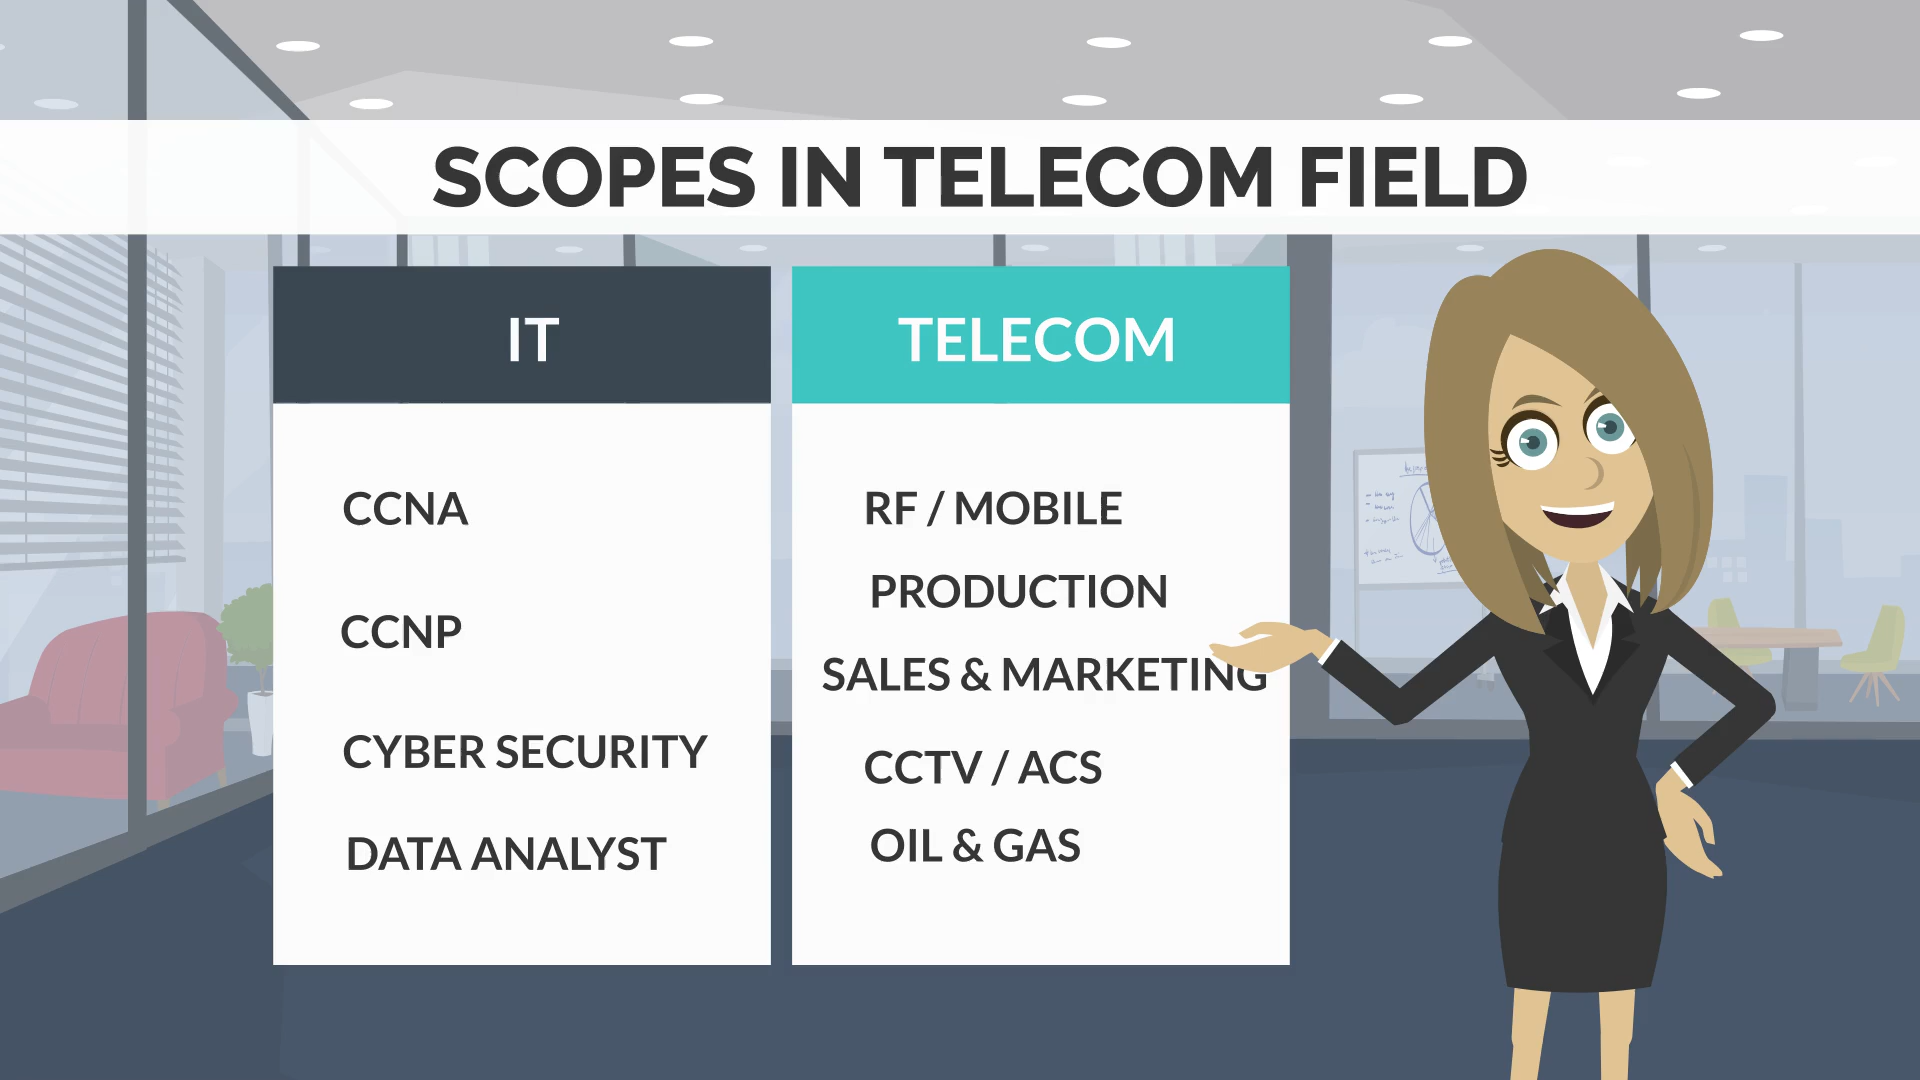 SCOPES IN TELECOM FIELD
IT
CCNA
CCNP
CYBER SECURITY
DATA ANALYST
TELECOM
RF / MOBILE
PRODUCTION
SALES & MARKETING
CCTV / ACS
OIL & GAS